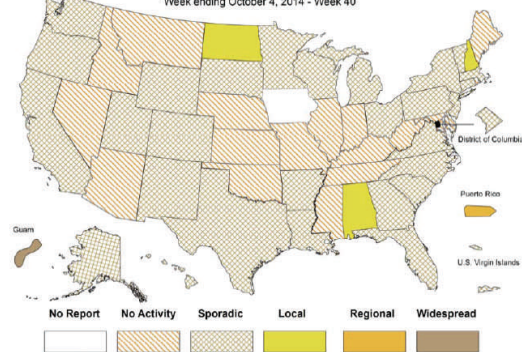 Week ending October 4, 2014 - Week 40
District of Columbia
Puerto Rico
Guam
U.S. Virgin Islands
No Report
No Activity
Sporadic
Local
Regional
Widespread